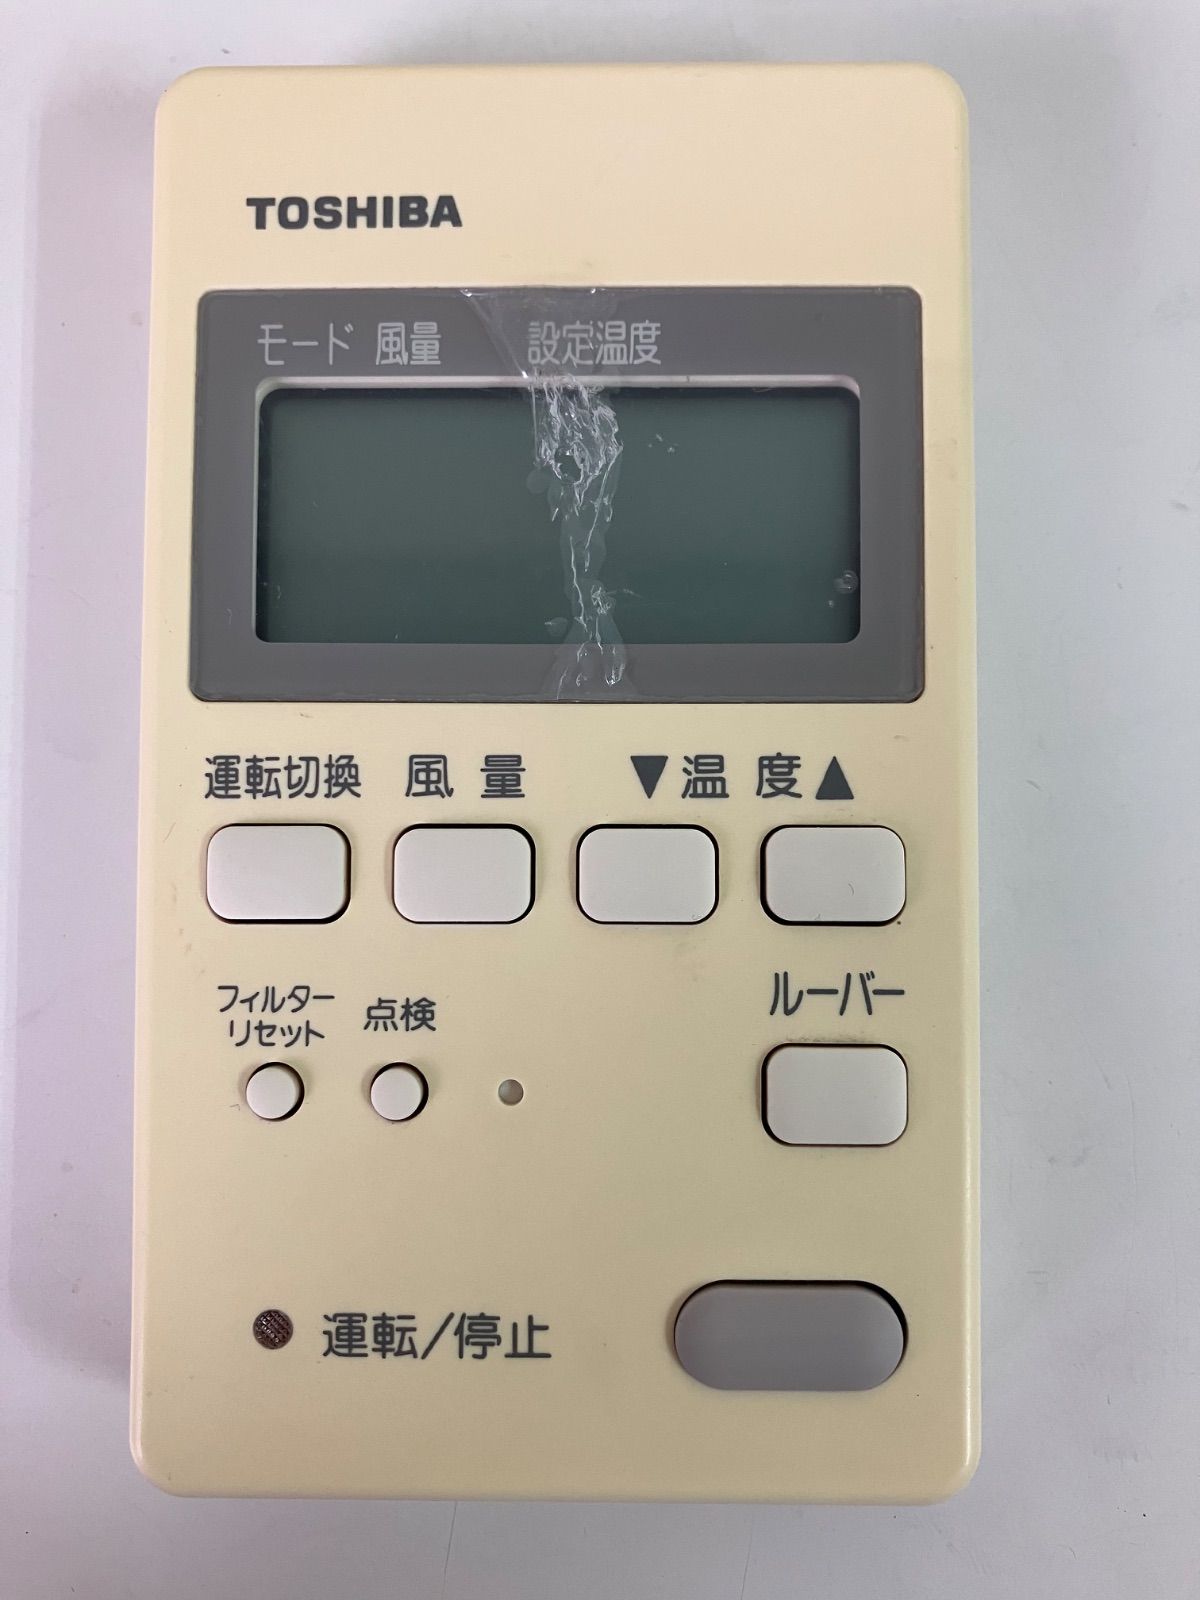 TOSHIBA
モード 風量 設定温度
運転切換 風量 ▼温度▲
フィルター
リセット
点検
ルーバー
運転/停止